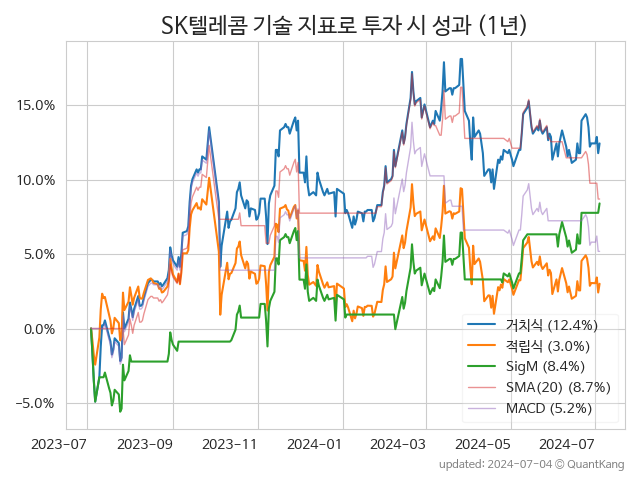 SK텔레콤 기술 지표로 투자 시 성과 (1년)
15.0%
10.0%
5.0%
0.0%
−5.0%
거치식 (12.4%)
적립식 (3.0%)
SigM (8.4%)
SMA(20) (8.7%)
MACD (5.2%)
2023-07 2023-09 2023-11 2024-01 2024-03 2024-05 2024-07
updated: 2024-07-04 © QuantKang